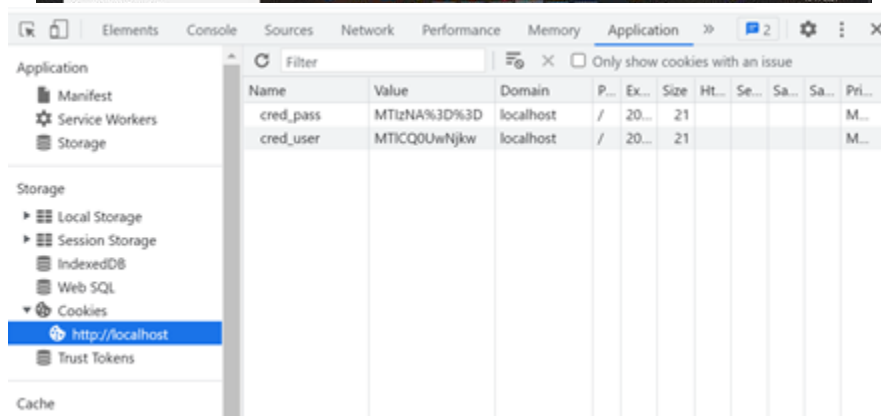 Elements Console Sources Network Performance Memory Application » 2
Application
Manifest
Service Workers
Storage
Storage
Local Storage
Session Storage
IndexedDB
Web SQL
Cookies
http://localhost
Trust Tokens
Cache
Filter Only show cookies with an issue
Name Value Domain P... Ex... Size Ht... Se... Sa... Sa... Pri...
cred_pass MTIzNA%3D%3D localhost / 20... 21 M...
cred_user MTlCQ0UwNjkw localhost / 20... 21 M...